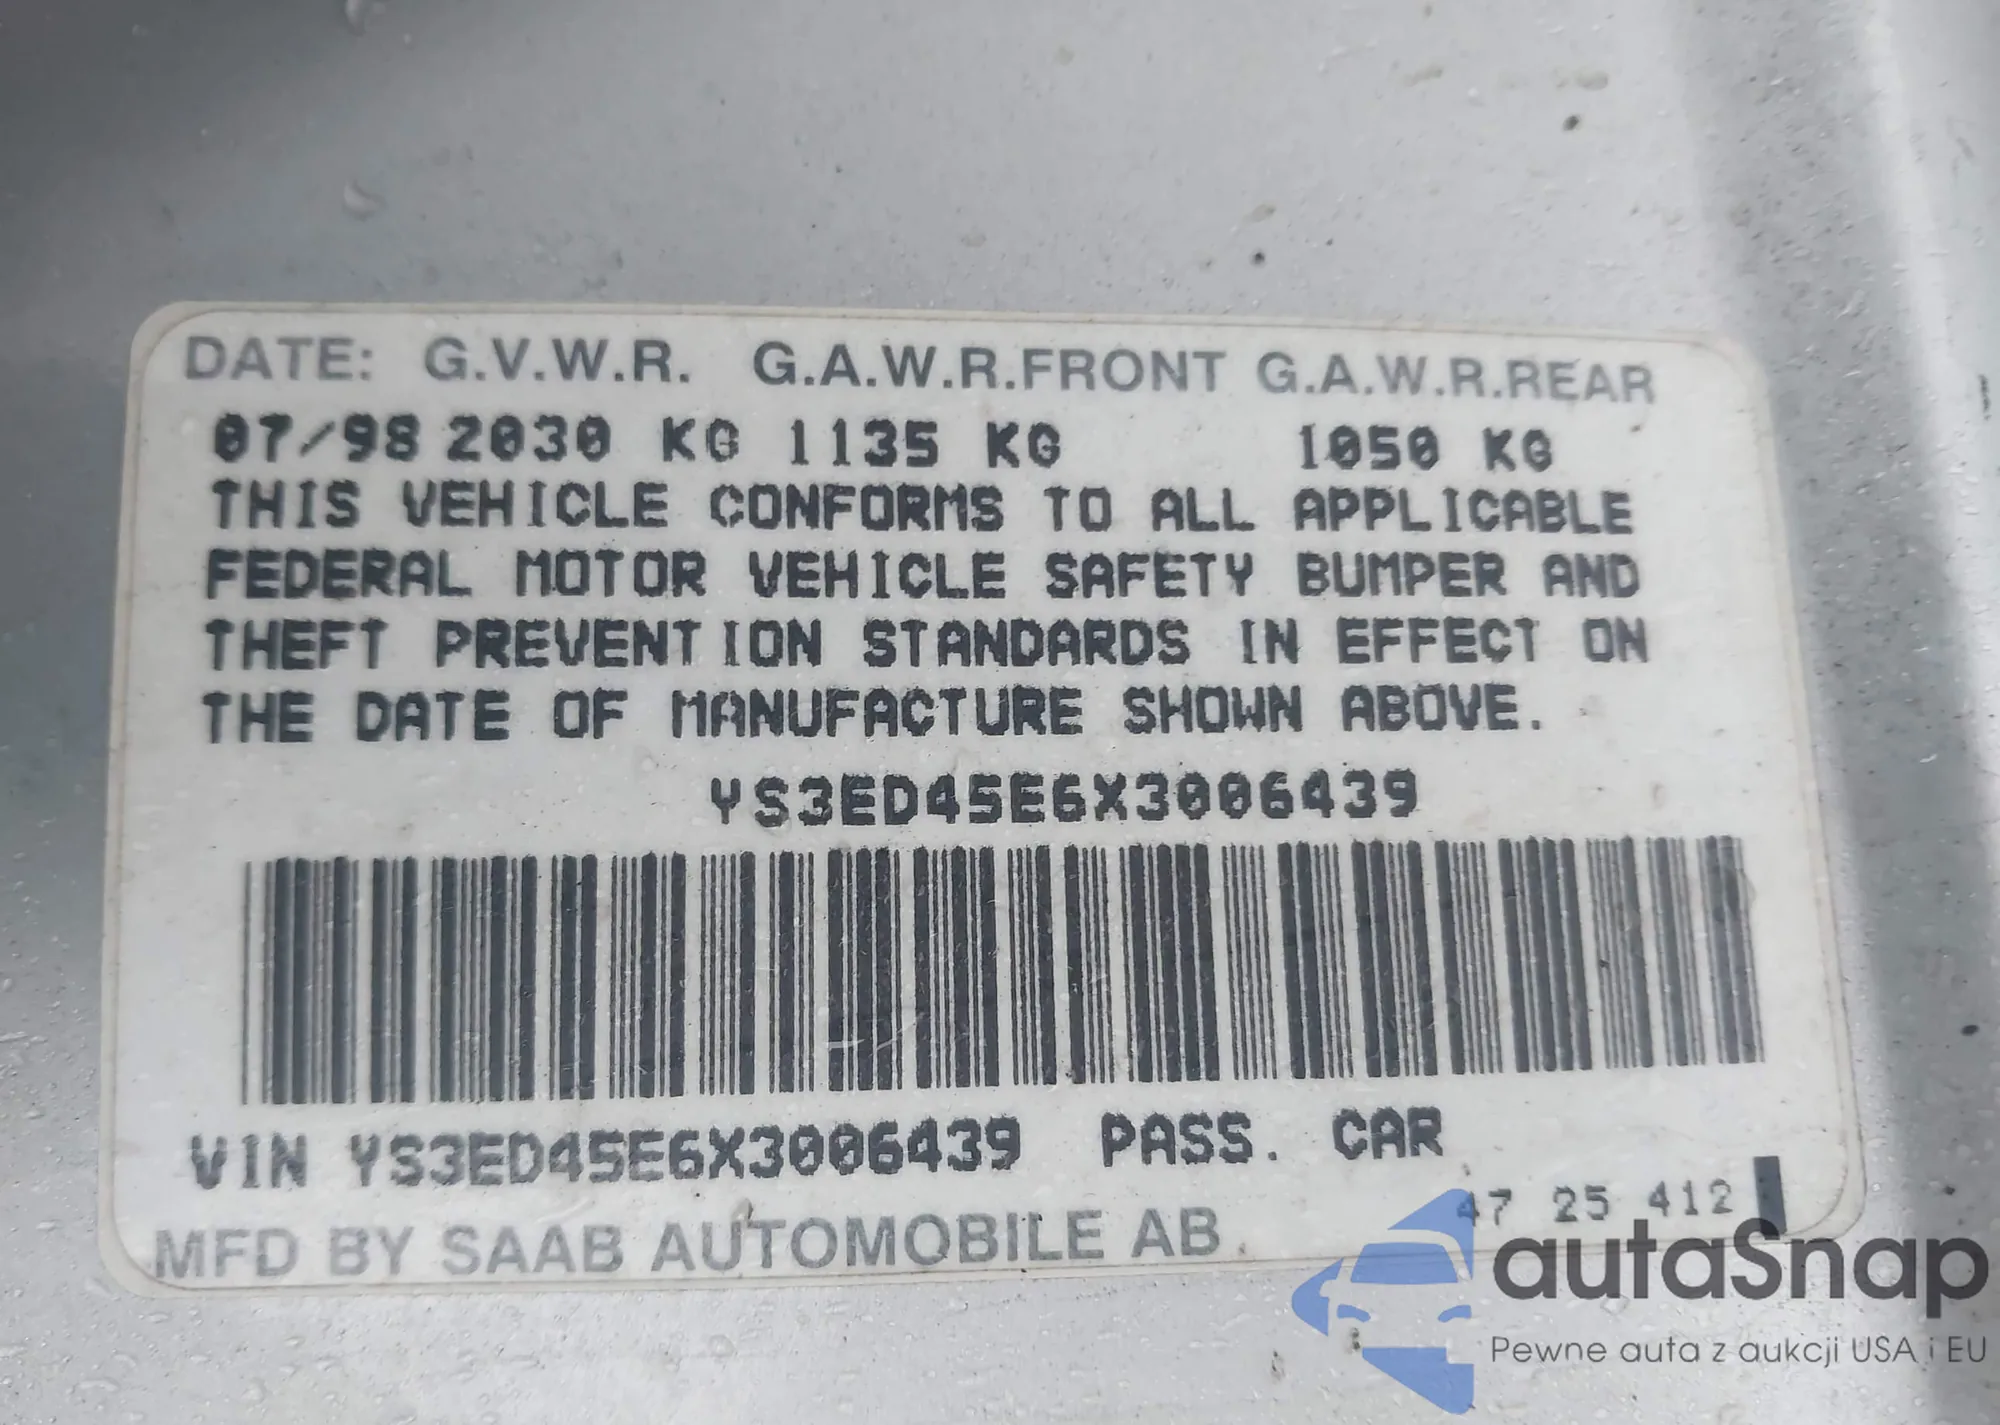 DATE: G.V.W.R. G.A.W.R.FRONT G.A.W.R.REAR
07/98 2030 KG 1135 KG 1050 KG
THIS VEHICLE CONFORMS TO ALL APPLICABLE
FEDERAL MOTOR VEHICLE SAFETY BUMPER AND
THEFT PREVENTION STANDARDS IN EFFECT ON
THE DATE OF MANUFACTURE SHOWN ABOVE.
YS3ED45E6X3006439
VIN YS3ED45E6X3006439 PASS. CAR
47 25 412
MFD BY SAAB AUTOMOBILE AB.
autaSnap
Pewne auta z aukcji USA i EU